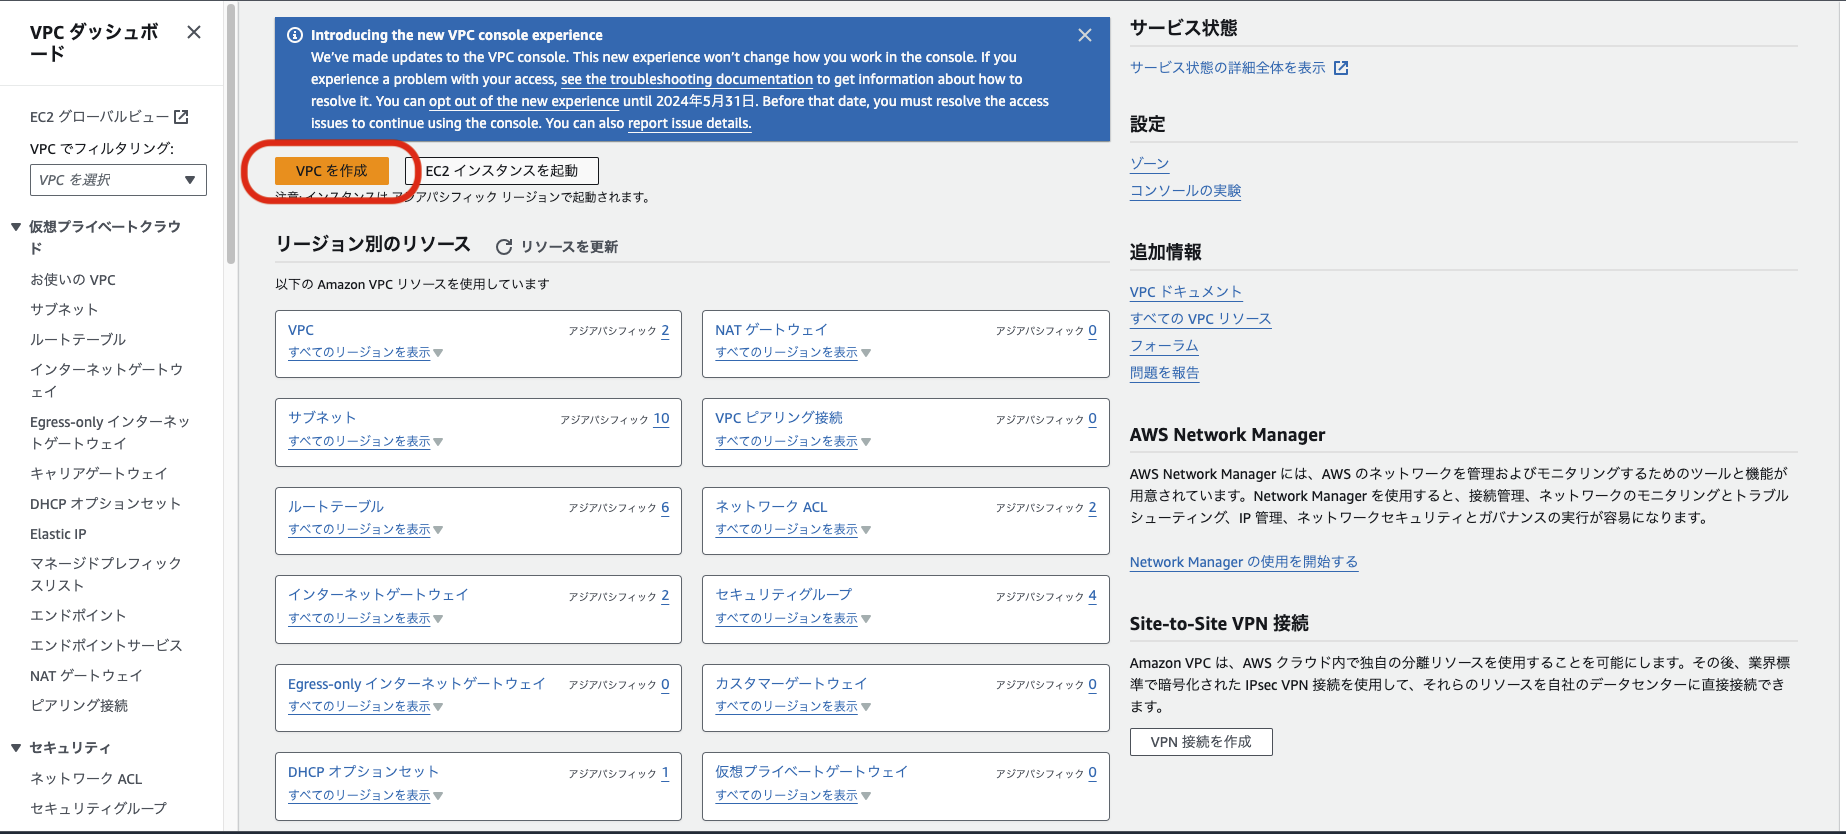 VPC ダッシュボ
ード
EC2 グローバルビュー
VPC でフィルタリング:
VPC を選択
仮想プライベートクラウ
ド
お使いの VPC
サブネット
ルートテーブル
インターネットゲートウ
ェイ
Egress-only インターネッ
トゲートウェイ
キャリアゲートウェイ
DHCP オプションセット
Elastic IP
マネージドプレフィック
スリスト
エンドポイント
エンドポイントサービス
NAT ゲートウェイ
ピアリング接続
セキュリティ
ネットワーク ACL
セキュリティグループ
Introducing the new VPC console experience
We've made updates to the VPC console. This new experience won't change how you work in the console. If you
experience a problem with your access, see the troubleshooting documentation to get information about how to
resolve it. You can opt out of the new experience until 2024年5月31日. Before that date, you must resolve the access
issues to continue using the console. You can also report issue details.
VPC を作成
EC2 インスタンスを起動
注意: インスタンスは アジアパシフィック リージョンで起動されます。
リージョン別のリソース
リソースを更新
以下の Amazon VPC リソースを使用しています
VPC
アジアパシフィック 2
すべてのリージョンを表示
NAT ゲートウェイ
アジアパシフィック 0
すべてのリージョンを表示
サブネット
アジアパシフィック 10
すべてのリージョンを表示
VPC ピアリング接続
アジアパシフィック 0
すべてのリージョンを表示
ルートテーブル
アジアパシフィック 6
すべてのリージョンを表示
ネットワーク ACL
アジアパシフィック 2
すべてのリージョンを表示
インターネットゲートウェイ
アジアパシフィック 2
すべてのリージョンを表示
セキュリティグループ
アジアパシフィック 4
すべてのリージョンを表示
Egress-only インターネットゲートウェイ
アジアパシフィック 0
すべてのリージョンを表示
カスタマーゲートウェイ
アジアパシフィック 0
すべてのリージョンを表示
DHCP オプションセット
アジアパシフィック 1
すべてのリージョンを表示
仮想プライベートゲートウェイ
アジアパシフィック 0
すべてのリージョンを表示
サービス状態
サービス状態の詳細全体を表示
設定
ゾーン
コンソールの実験
追加情報
VPC ドキュメント
すべての VPC リソース
フォーラム
問題を報告
AWS Network Manager
AWS Network Manager には、AWS のネットワークを管理およびモニタリングするためのツールと機能が
用意されています。Network Manager を使用すると、接続管理、ネットワークのモニタリングとトラブル
シューティング、IP 管理、ネットワークセキュリティとガバナンスの実行が容易になります。
Network Manager の使用を開始する
Site-to-Site VPN 接続
Amazon VPC は、AWS クラウド内で独自の分離リソースを使用することを可能にします。その後、業界標
準で暗号化された IPsec VPN 接続を使用して、それらのリソースを自社のデータセンターに直接接続でき
ます。
VPN 接続を作成